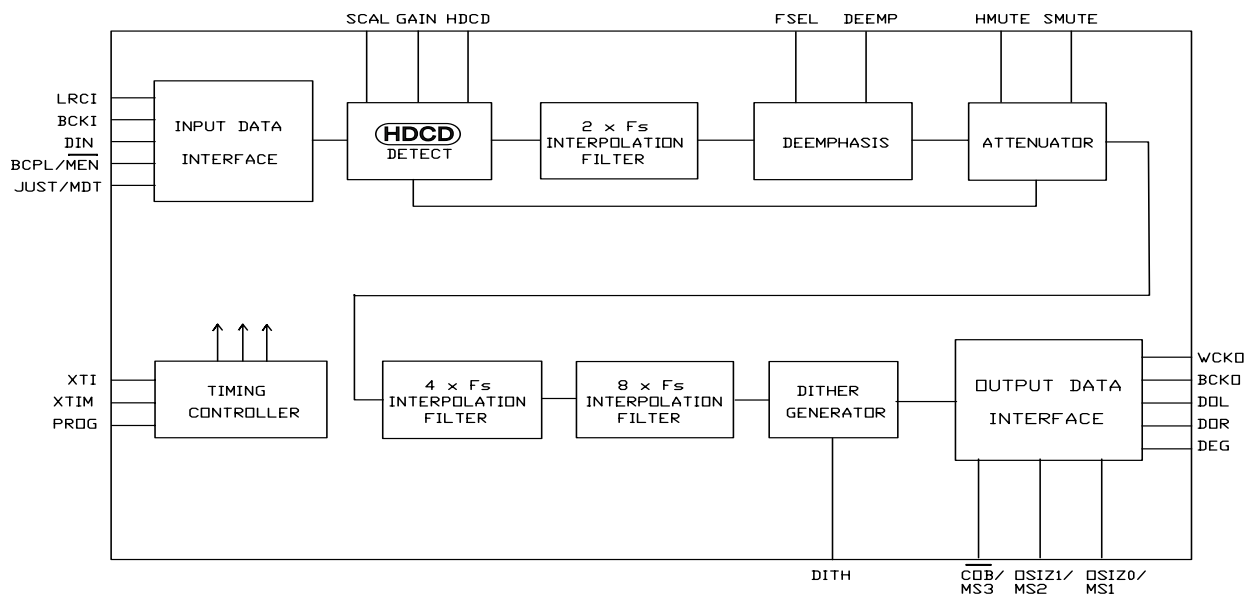 SCAL GAIN HDCD
FSEL DEEMP
HMUTE SMUTE
LRCI
BCKI
DIN
BCPL/MEN
JUST/MDT
INPUT DATA
INTERFACE
HDCD
DETECT
2 x Fs
INTERPOLATION
FILTER
DEEMPHASIS
ATTENUATOR
XTI
XTIM
PROG
TIMING
CONTROLLER
4 x Fs
INTERPOLATION
FILTER
8 x Fs
INTERPOLATION
FILTER
DITHER
GENERATOR
OUTPUT DATA
INTERFACE
WCKO
BCKO
DOL
DOR
DEG
DITH
COB/
MS3
OSIZ1/
MS2
OSIZ0/
MS1